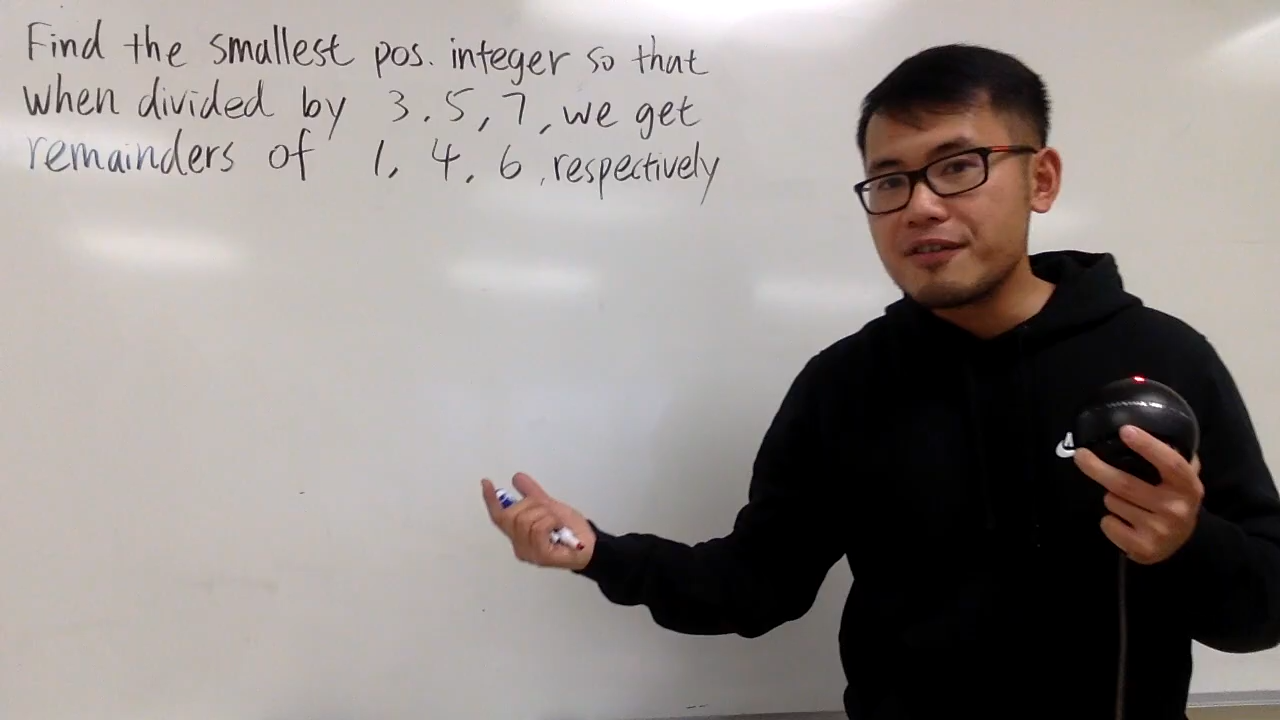 Find the smallest pos. integer so that
when divided by 3, 5, 7, we get
remainders of 1, 4, 6, respectively